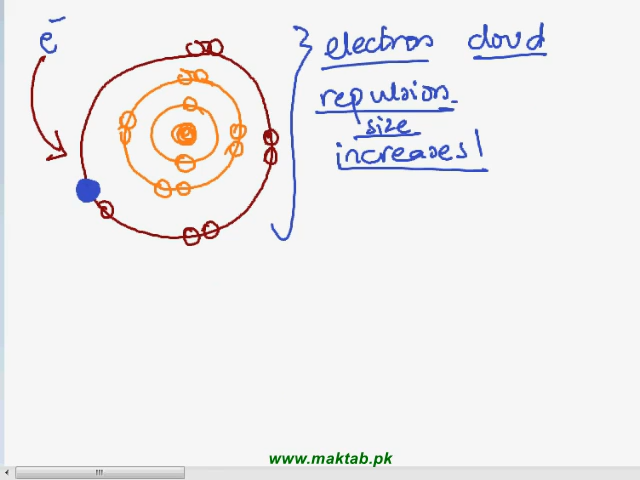 e⁻
electron cloud
repulsion
size
increases!
www.maktab.pk